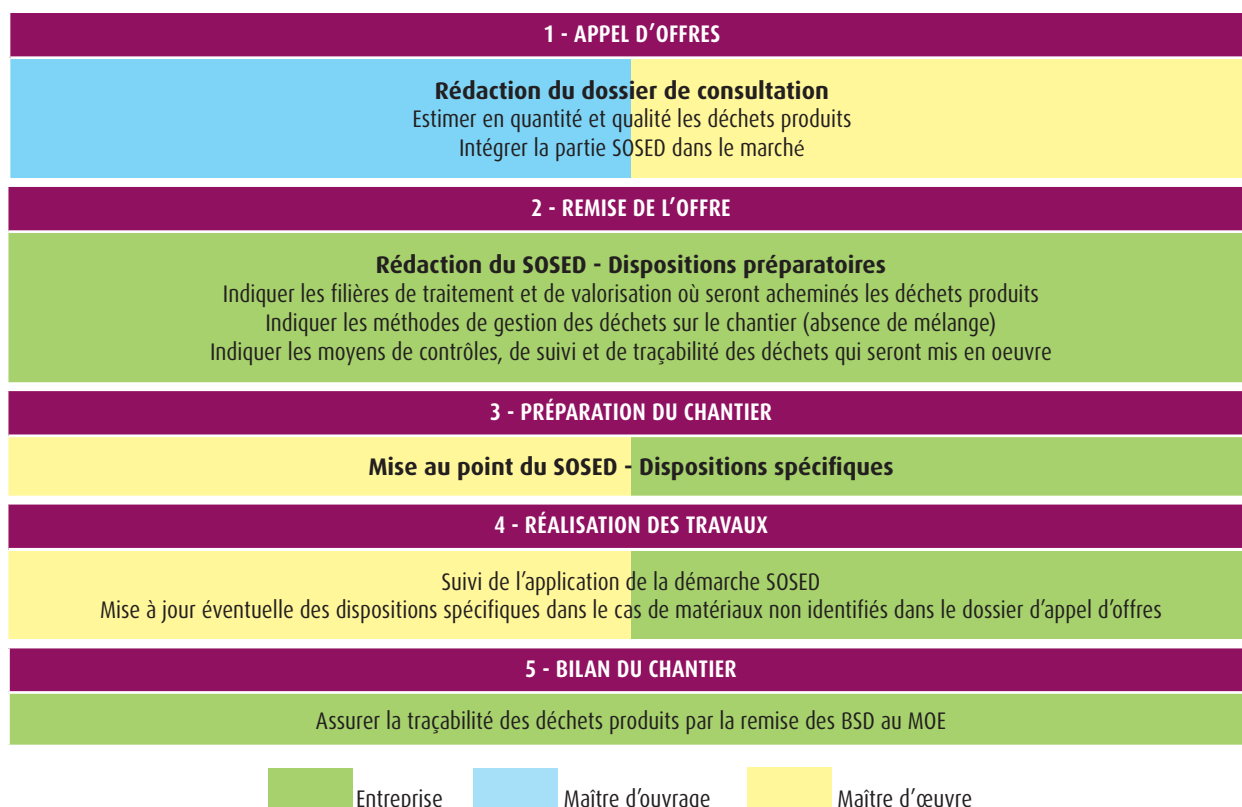 1 - APPEL D’OFFRES
Rédaction du dossier de consultation
Estimer en quantité et qualité les déchets produits
Intégrer la partie SOSED dans le marché
2 - REMISE DE L’OFFRE
Rédaction du SOSED - Dispositions préparatoires
Indiquer les filières de traitement et de valorisation où seront acheminés les déchets produits
Indiquer les méthodes de gestion des déchets sur le chantier (absence de mélange)
Indiquer les moyens de contrôles, de suivi et de traçabilité des déchets qui seront mis en oeuvre
3 - PRÉPARATION DU CHANTIER
Mise au point du SOSED - Dispositions spécifiques
4 - RÉALISATION DES TRAVAUX
Suivi de l’application de la démarche SOSED
Mise à jour éventuelle des dispositions spécifiques dans le cas de matériaux non identifiés dans le dossier d’appel d’offres
5 - BILAN DU CHANTIER
Assurer la traçabilité des déchets produits par la remise des BSD au MOE
Entreprise Maître d’ouvrage Maître d’œuvre